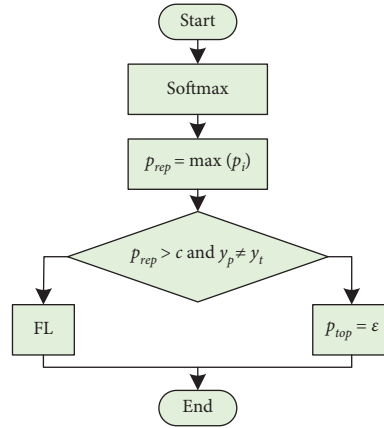 Start
Softmax
p_rep = max (p_i)
p_rep > c and y_p ≠ y_t
FL
p_top = ε
End